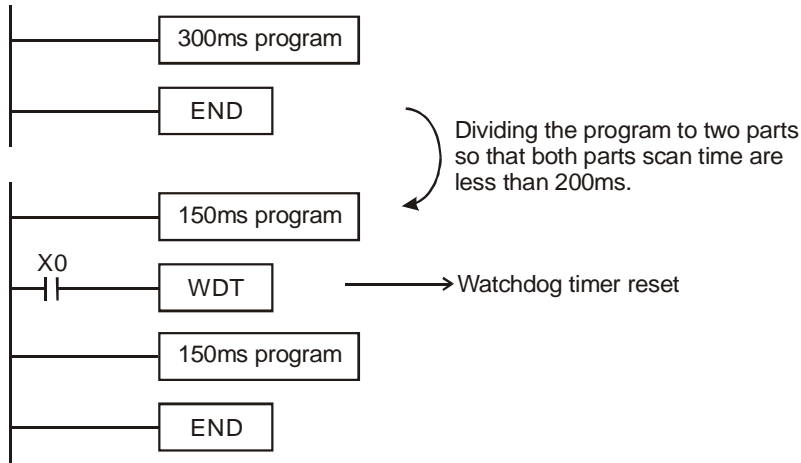 300ms program
END
Dividing the program to two parts
so that both parts scan time are
less than 200ms.
150ms program
X0
WDT
Watchdog timer reset
150ms program
END